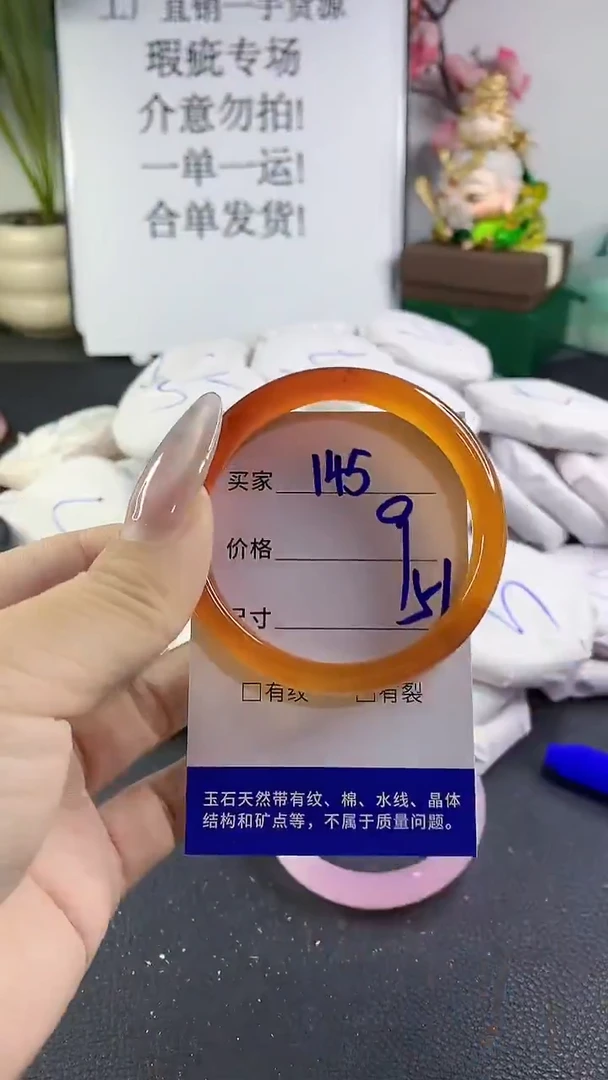 工厂直销一手货源
瑕疵专场
介意勿拍!
一单一运!
合单发货!
买家 145
价格
尺寸
□有纹 □有裂
玉石天然带有纹、棉、水线、晶体
结构和矿点等，不属于质量问题。